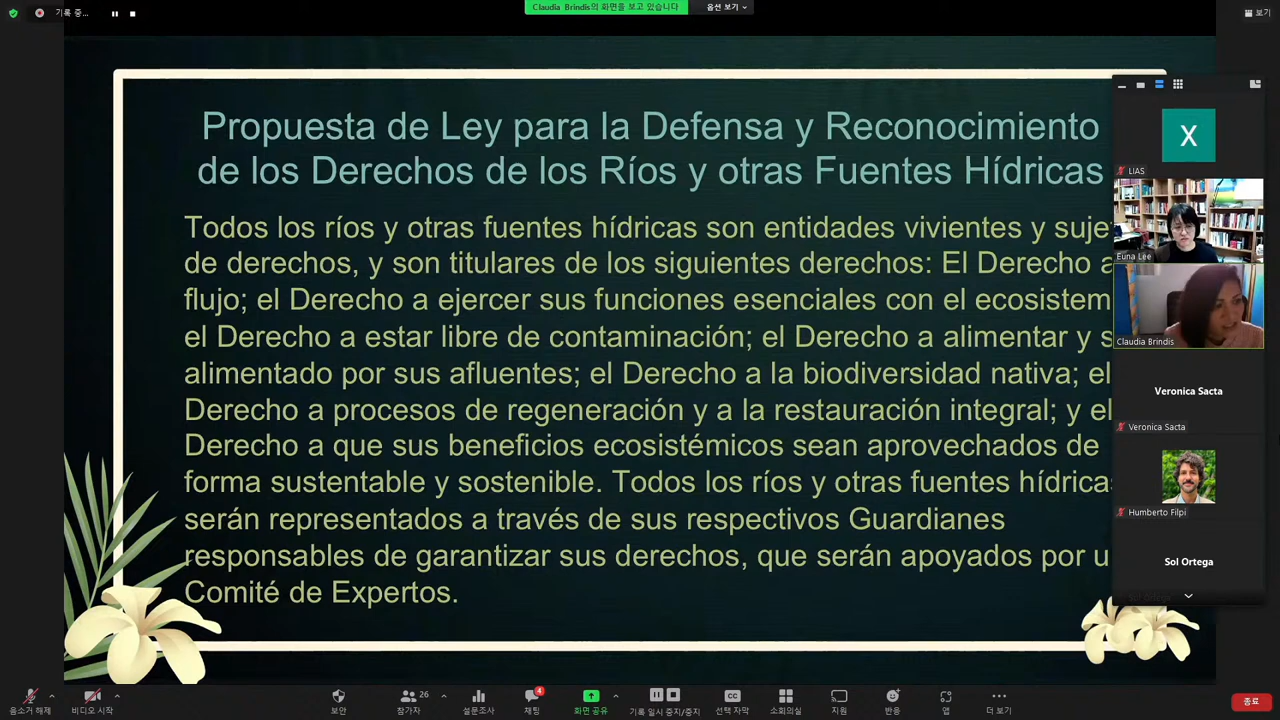 기록 중...
Claudia Brindis의 화면을 보고 있습니다
옵션 보기
보기
Propuesta de Ley para la Defensa y Reconocimiento
de los Derechos de los Ríos y otras Fuentes Hídricas
Todos los ríos y otras fuentes hídricas son entidades vivientes y suje
de derechos, y son titulares de los siguientes derechos: El Derecho a
flujo; el Derecho a ejercer sus funciones esenciales con el ecosistem
el Derecho a estar libre de contaminación; el Derecho a alimentar y s
alimentado por sus afluentes; el Derecho a la biodiversidad nativa; el
Derecho a procesos de regeneración y a la restauración integral; y el
Derecho a que sus beneficios ecosistémicos sean aprovechados de
forma sustentable y sostenible. Todos los ríos y otras fuentes hídricas
serán representados a través de sus respectivos Guardianes
responsables de garantizar sus derechos, que serán apoyados por u
Comité de Expertos.
X
LIAS
Euna Lee
Claudia Brindis
Veronica Sacta
Veronica Sacta
Humberto Filpi
Sol Ortega
Sol Ortega
음소거 해제
비디오 시작
보안
26
참가자
설문조사
4
채팅
화면 공유
기록 일시 중지/중지
CC
선택 자막
소회의실
지원
반응
앱
더 보기
종료